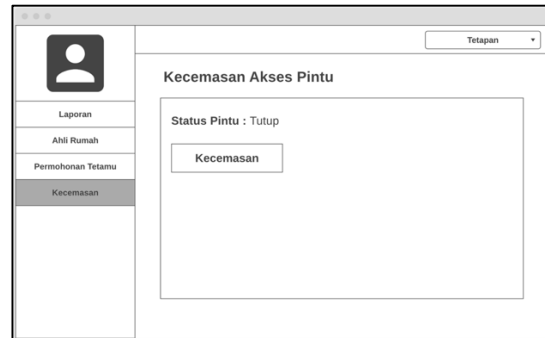 Tetapan
Laporan
Ahli Rumah
Permohonan Tetamu
Kecemasan
Kecemasan Akses Pintu
Status Pintu : Tutup
Kecemasan